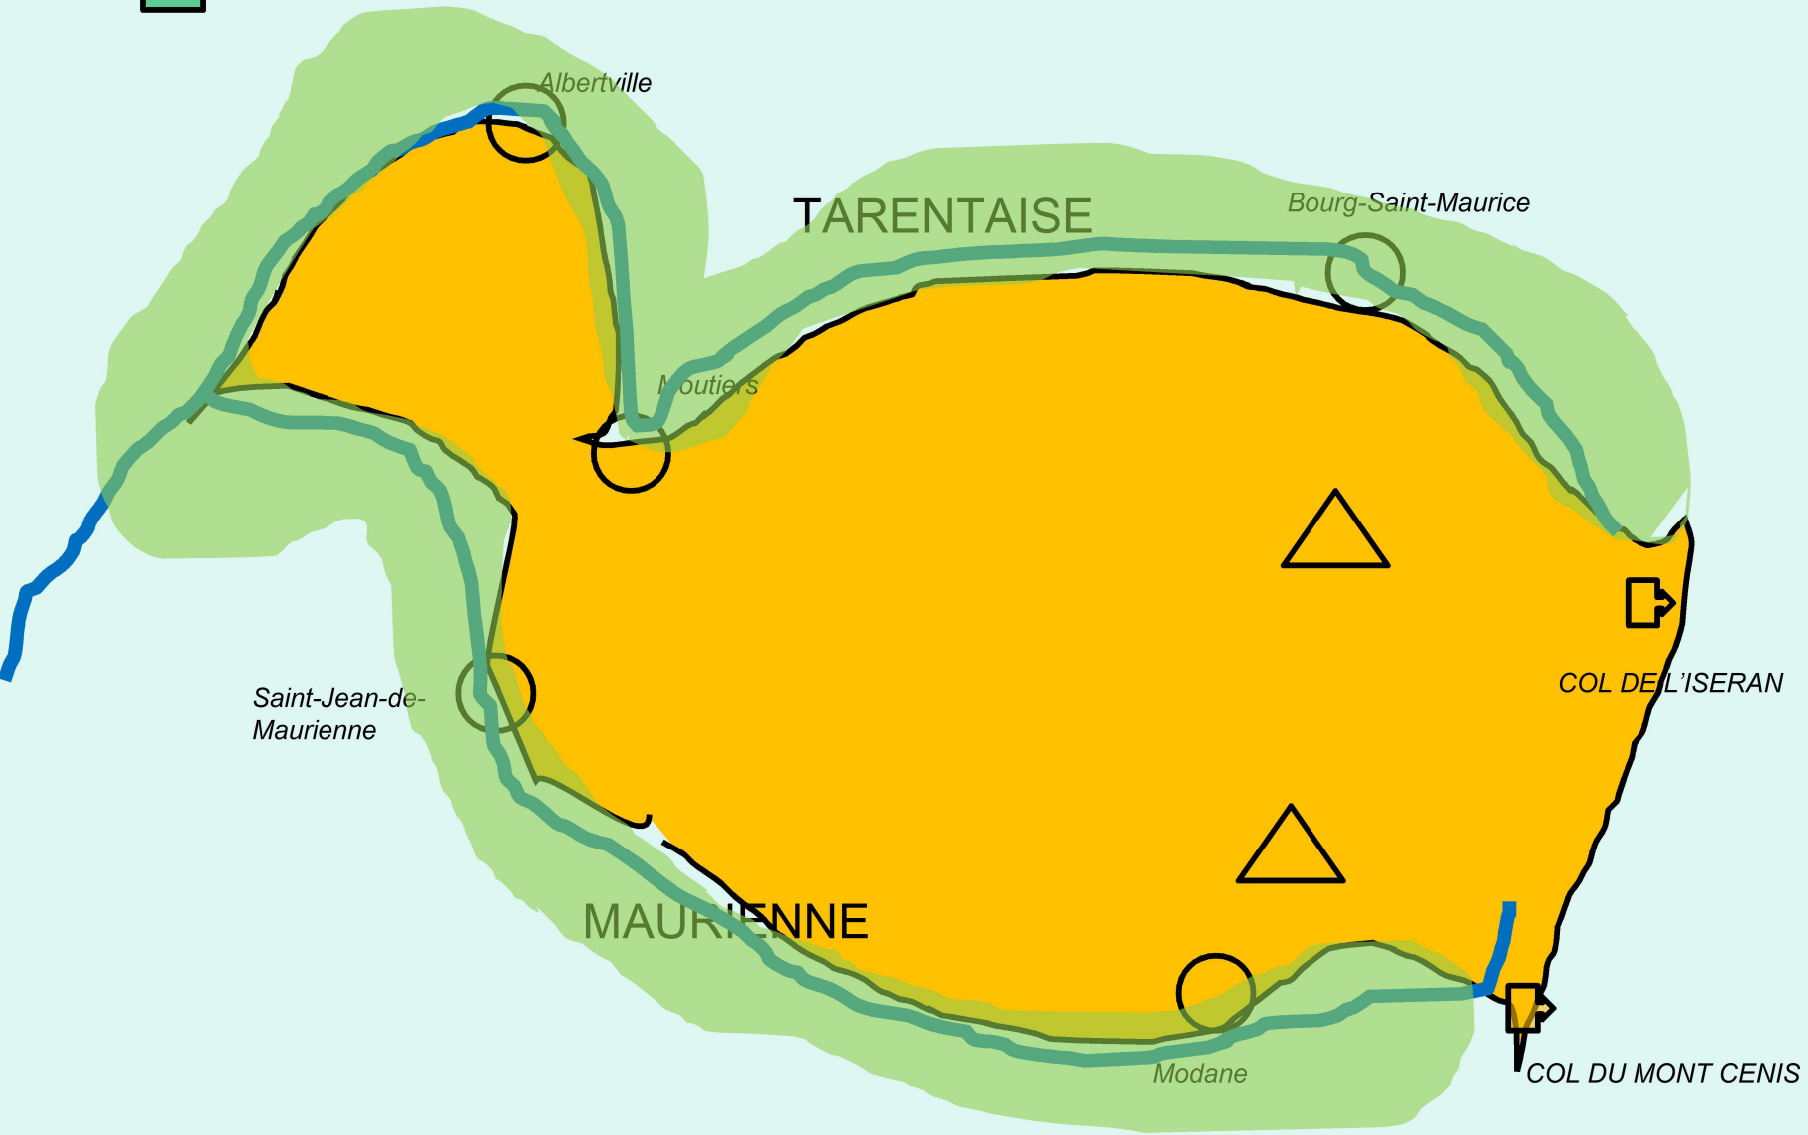 Albertville
TARENTAISE
Bourg-Saint-Maurice
Moutiers
COL DE L'ISERAN
Saint-Jean-de-
Maurienne
MAURIENNE
Modane
COL DU MONT CENIS